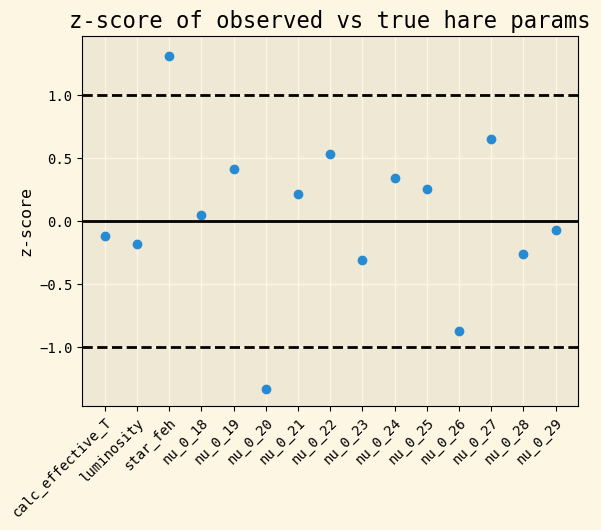 z-score of observed vs true hare params
z-score
1.0
0.5
0.0
−0.5
−1.0
calc_effective_T
luminosity
star_feh
nu_0_18
nu_0_19
nu_0_20
nu_0_21
nu_0_22
nu_0_23
nu_0_24
nu_0_25
nu_0_26
nu_0_27
nu_0_28
nu_0_29